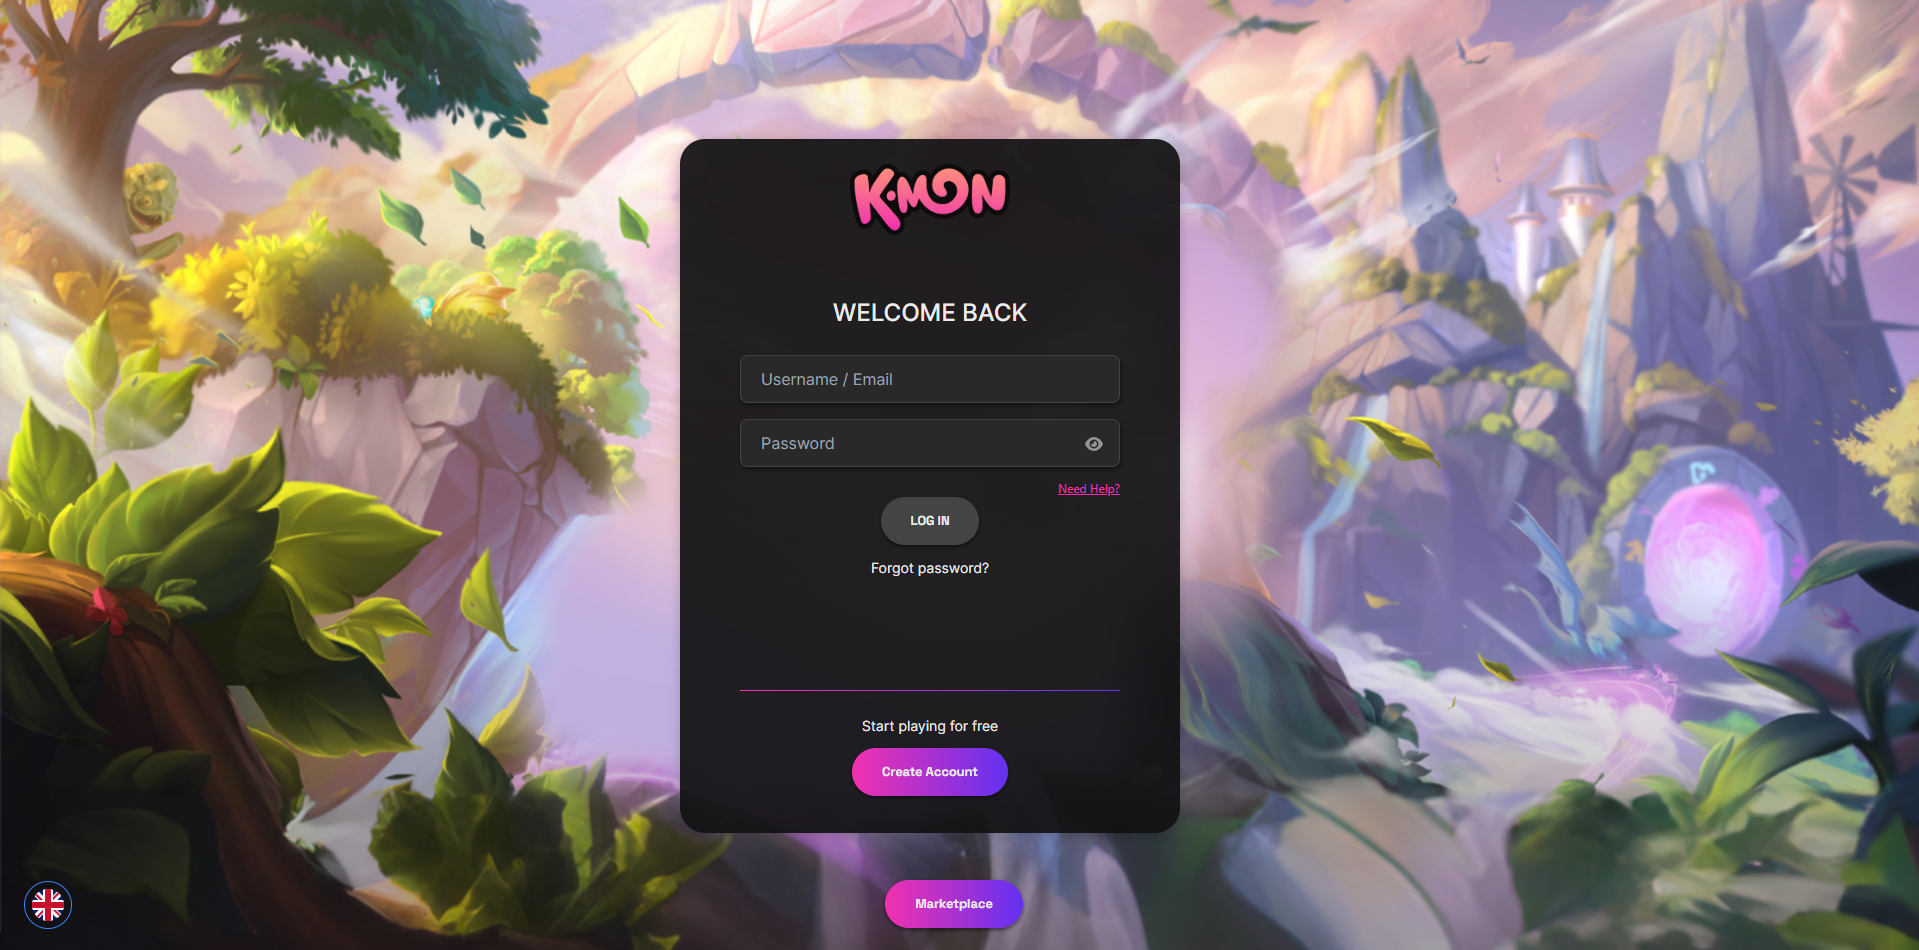 K-MON
WELCOME BACK
Username / Email
Password
Need Help?
LOG IN
Forgot password?
Start playing for free
Create Account
Marketplace